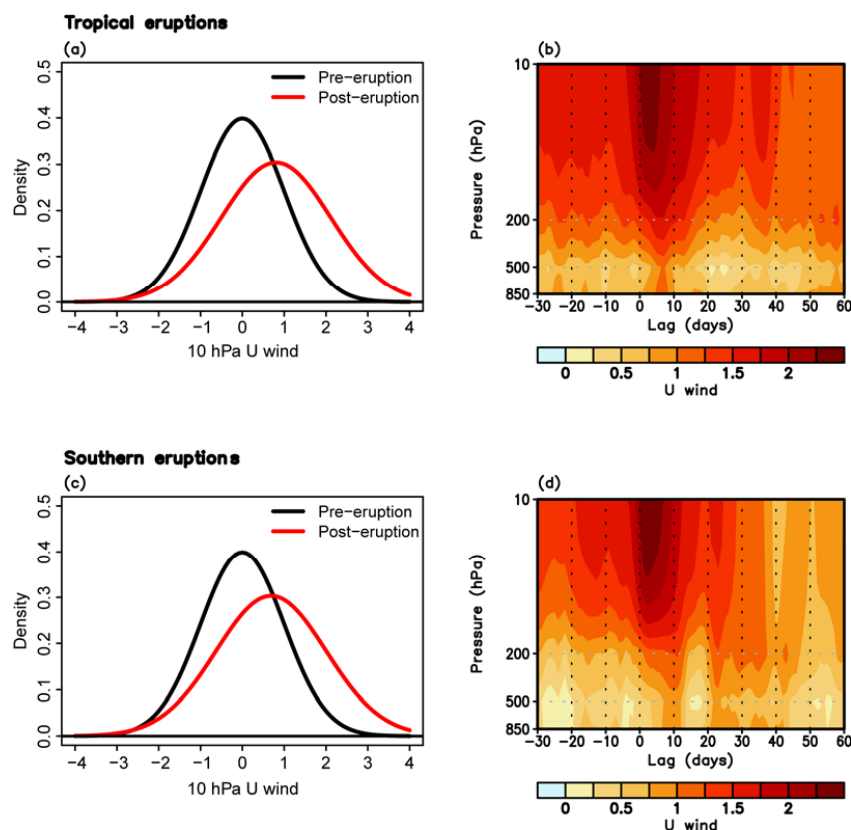 Tropical eruptions
(a)
Pre−eruption
Post−eruption
0.5
0.4
0.3
0.2
0.1
0.0
Density
−4 −3 −2 −1 0 1 2 3 4
10 hPa U wind
(b)
10
200
500
850
Pressure (hPa)
−30 −20 −10 0 10 20 30 40 50 60
Lag (days)
0 0.5 1 1.5 2
U wind
Southern eruptions
(c)
Pre−eruption
Post−eruption
0.5
0.4
0.3
0.2
0.1
0.0
Density
−4 −3 −2 −1 0 1 2 3 4
10 hPa U wind
(d)
10
200
500
850
Pressure (hPa)
−30 −20 −10 0 10 20 30 40 50 60
Lag (days)
0 0.5 1 1.5 2
U wind